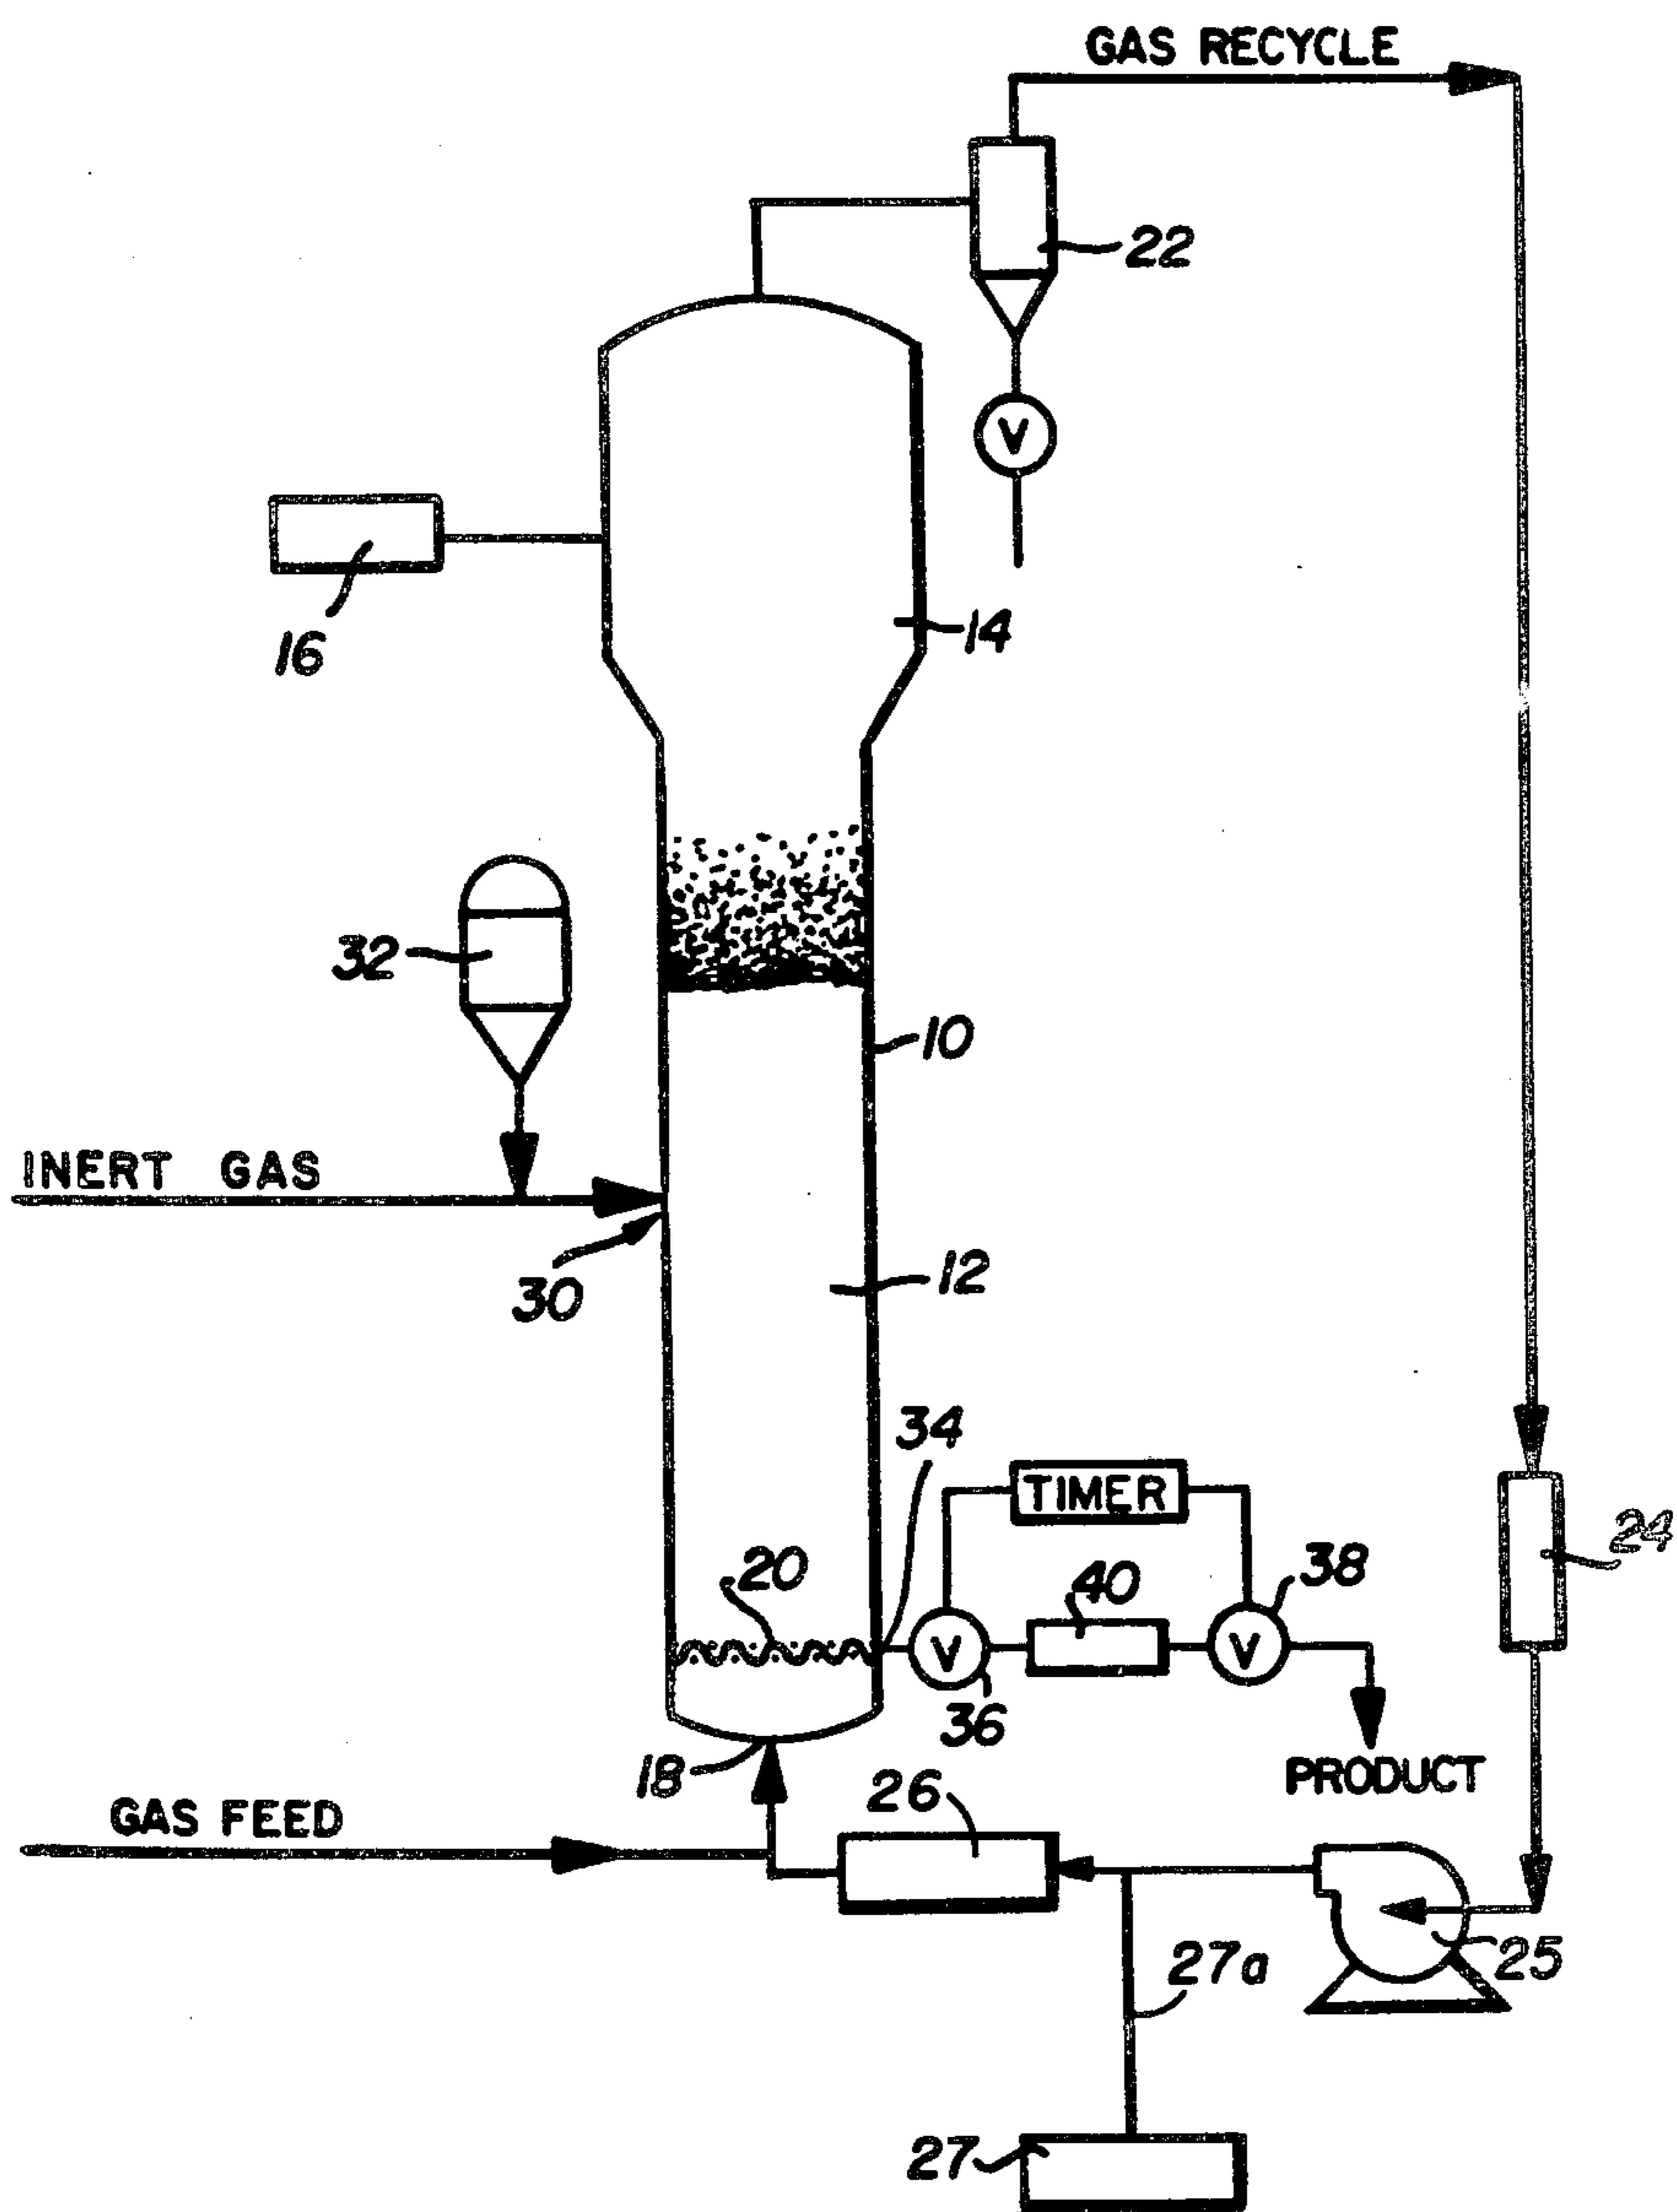 GAS RECYCLE
22
V
16
14
32
10
INERT GAS
30
12
34
TIMER
24
20
40
38
V
V
36
18
PRODUCT
26
GAS FEED
25
27a
27